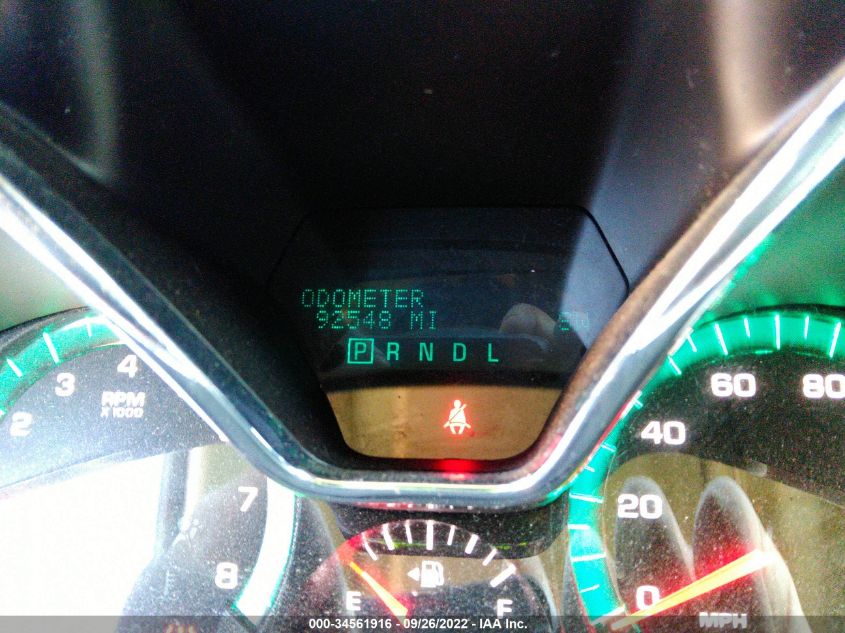 ODOMETER
92548 MI
P R N D L
4
3
2
RPM
X 1000
7
8
60
80
40
20
0
MPH
E
F
000-34561916 - 09/26/2022 - IAA Inc.